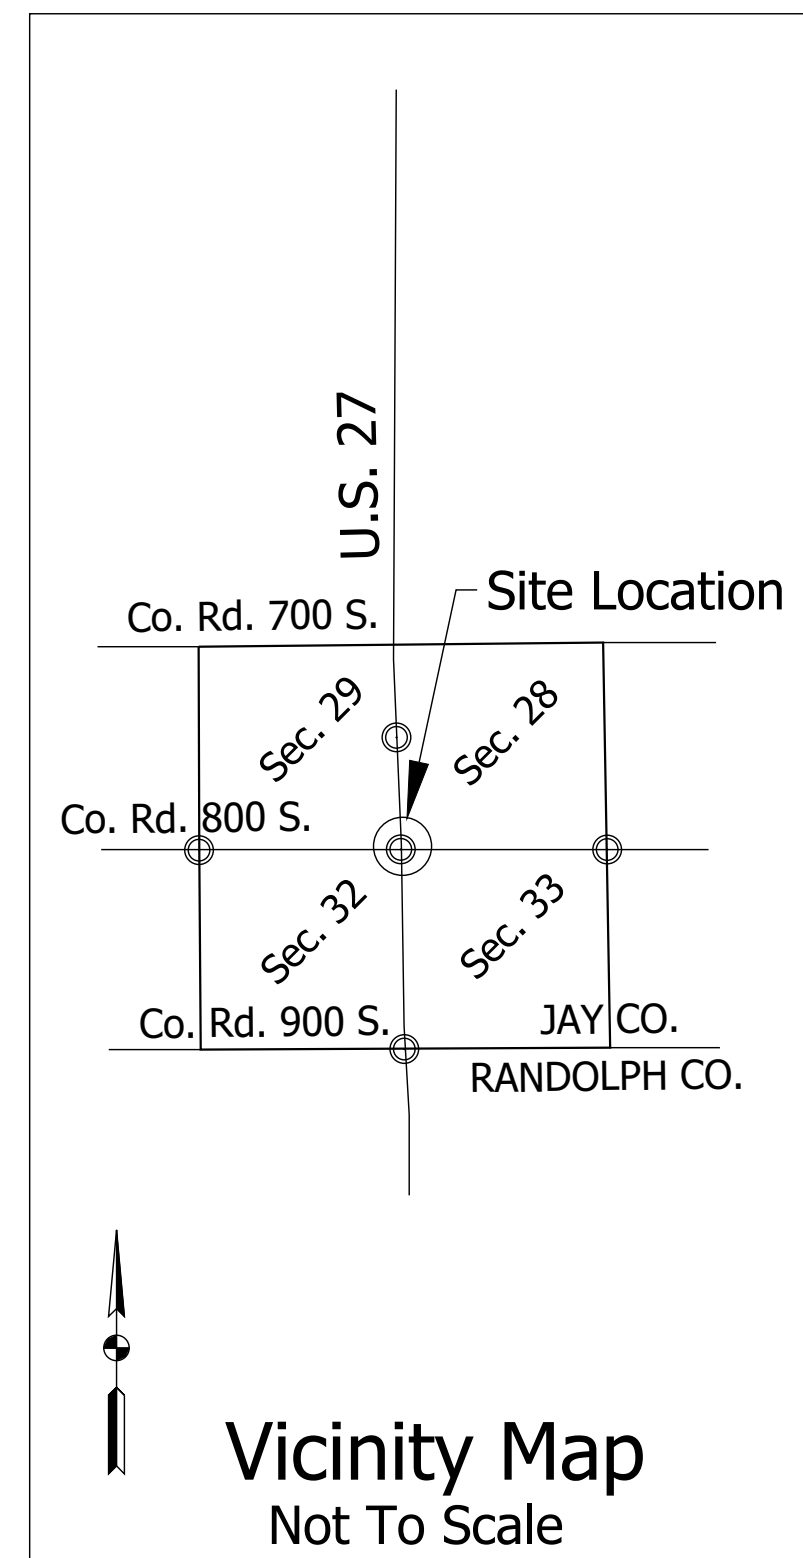 U.S. 27
Site Location
Co. Rd. 700 S.
Sec. 29
Sec. 28
Co. Rd. 800 S.
Sec. 32
Sec. 33
Co. Rd. 900 S.
JAY CO.
RANDOLPH CO.
Vicinity Map
Not To Scale